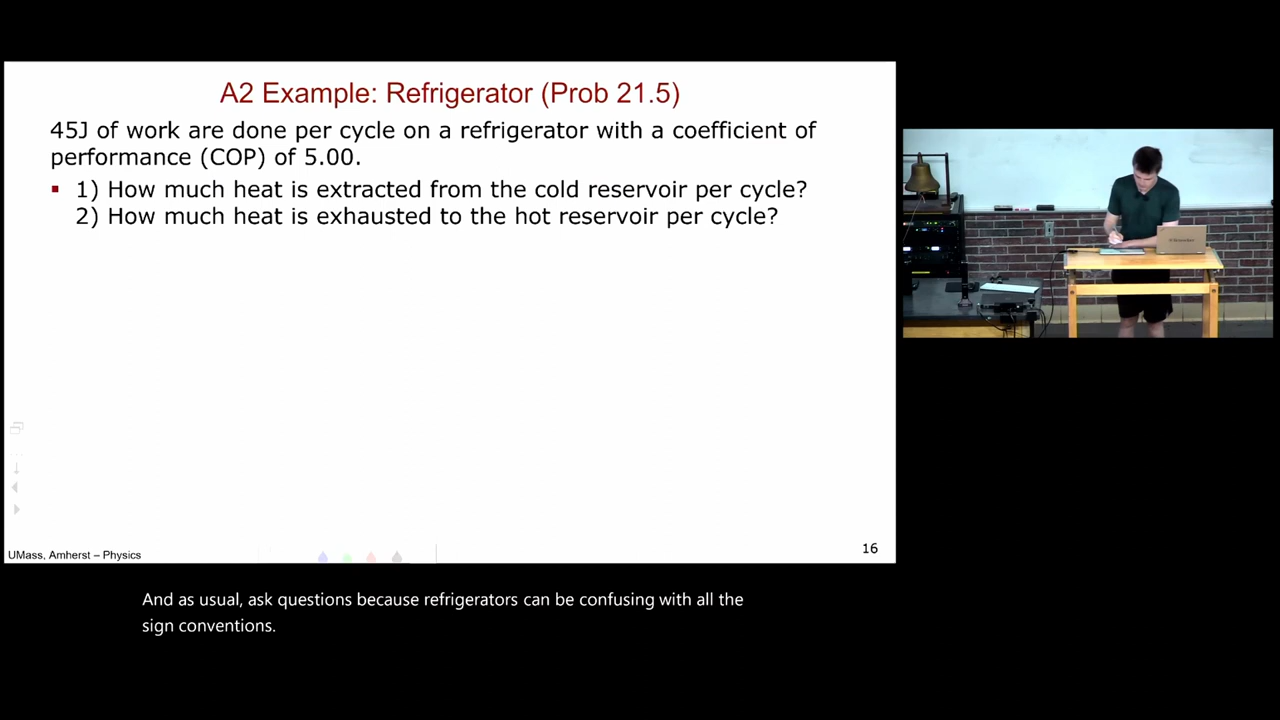 A2 Example: Refrigerator (Prob 21.5)
45J of work are done per cycle on a refrigerator with a coefficient of
performance (COP) of 5.00.
▪ 1) How much heat is extracted from the cold reservoir per cycle?
2) How much heat is exhausted to the hot reservoir per cycle?
UMass, Amherst – Physics
16
And as usual, ask questions because refrigerators can be confusing with all the
sign conventions.